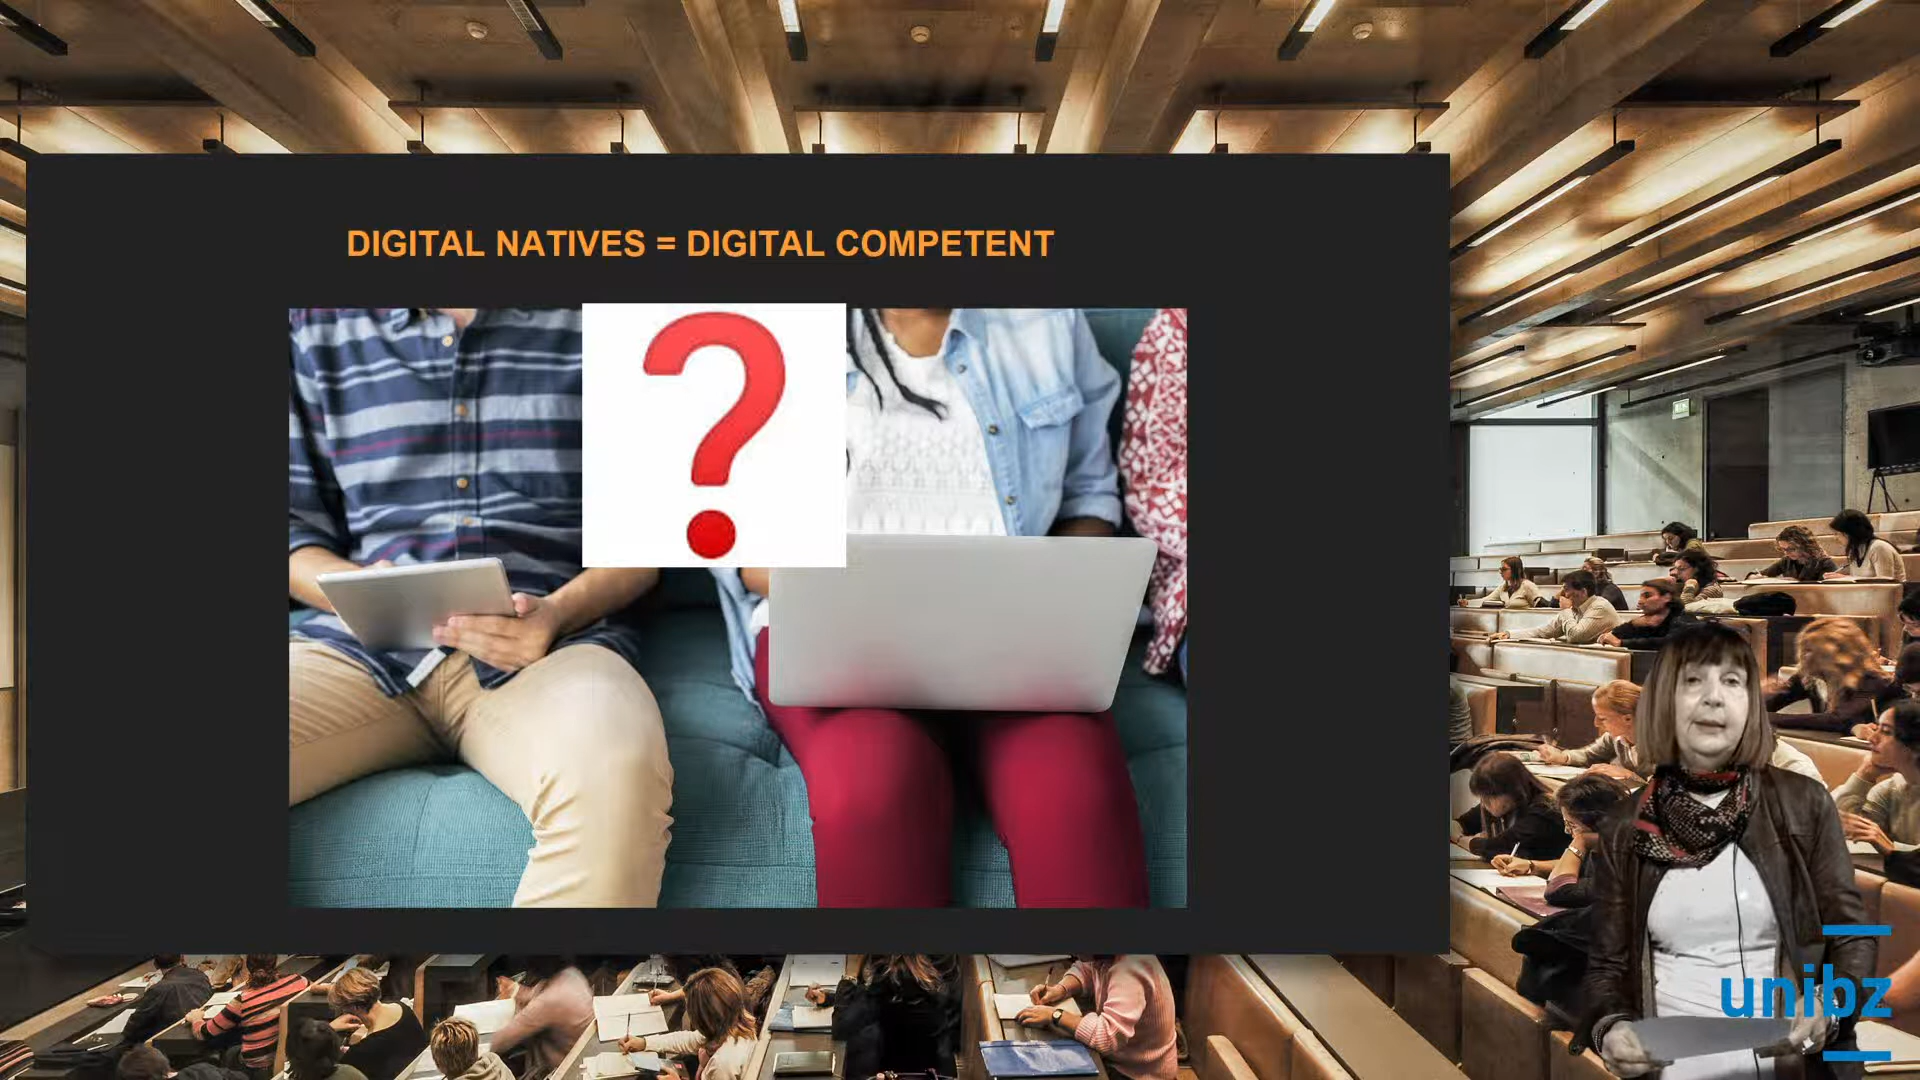 DIGITAL NATIVES = DIGITAL COMPETENT
?
unibz